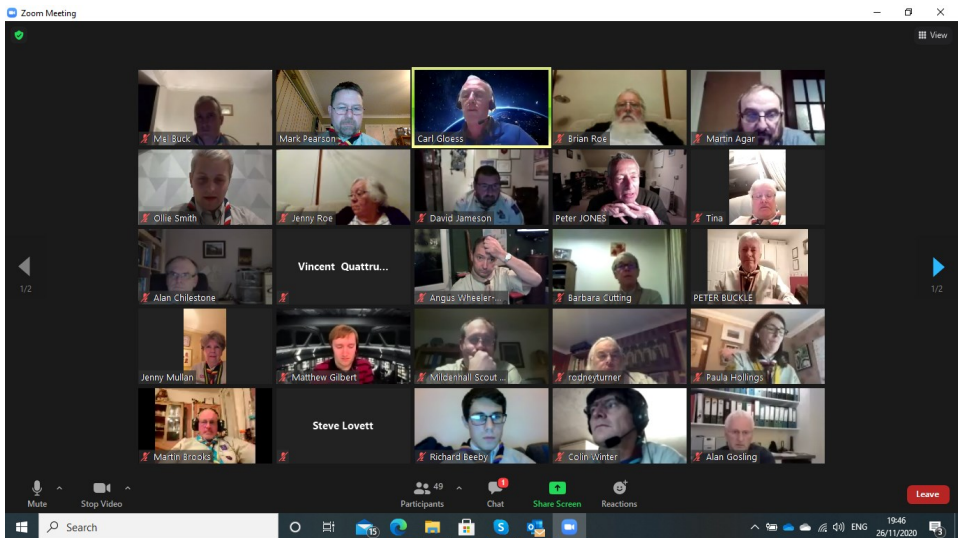 Zoom Meeting
View
Mel Buck
Mark Pearson
Carl Gloess
Brian Roe
Martin Agar
Ollie Smith
Jenny Roe
David Jameson
Peter JONES
Tina
Alan Chilestone
Vincent Quattru...
Angus Wheeler-...
Barbara Cutting
PETER BUCKLE
1/2
1/2
Jenny Mullan
Matthew Gilbert
Mildenhall Scout ...
rodneyturner
Paula Hollings
Martin Brooks
Steve Lovett
Richard Beeby
Colin Winter
Alan Gosling
Mute
Stop Video
Participants
49
Chat
1
Share Screen
Reactions
Leave
Search
15
S
ENG
19:46
26/11/2020
3